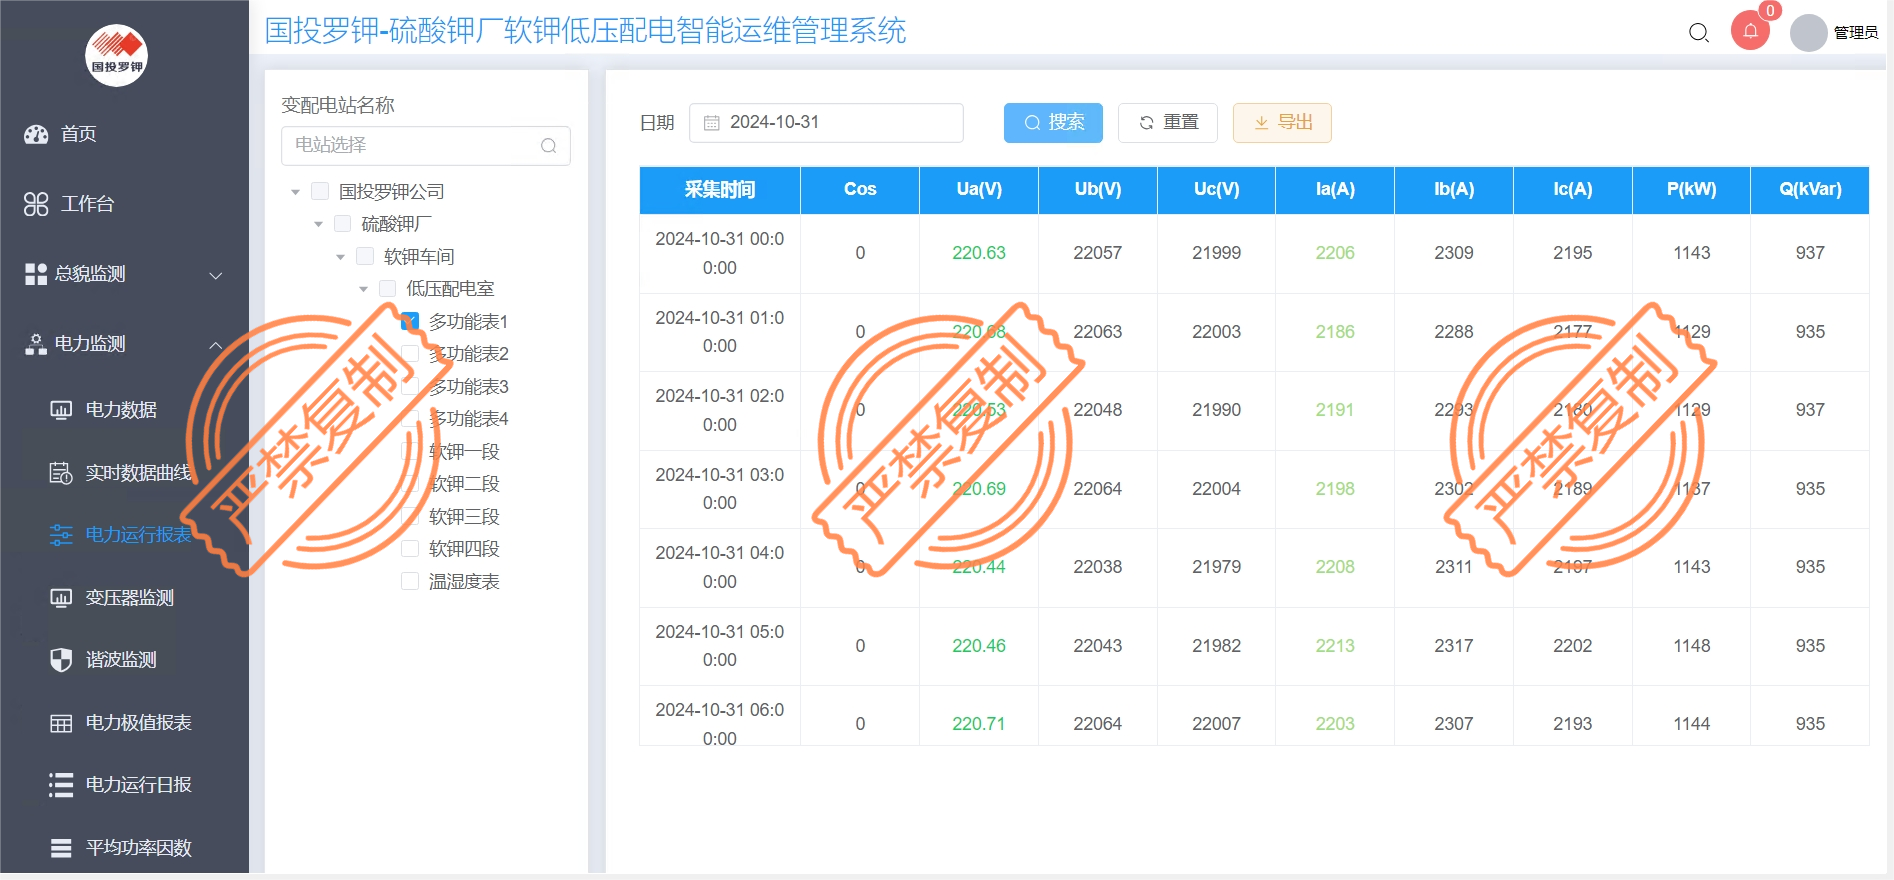 国投罗钾-硫酸钾厂软钾低压配电智能运维管理系统
0
管理员
国投罗钾
首页
工作台
总貌监测
电力监测
电力数据
实时数据曲线
电力运行报表
变压器监测
谐波监测
电力极值报表
电力运行日报
平均功率因数
变配电站名称
电站选择
国投罗钾公司
硫酸钾厂
软钾车间
低压配电室
多功能表1
多功能表2
多功能表3
多功能表4
软钾一段
软钾二段
软钾三段
软钾四段
温湿度表
日期 2024-10-31 搜索 重置 导出
采集时间 Cos Ua(V) Ub(V) Uc(V) Ia(A) Ib(A) Ic(A) P(kW) Q(kVar)
2024-10-31 00:0
0:00
0 220.63 22057 21999 2206 2309 2195 1143 937
2024-10-31 01:0
0:00
0 220.68 22063 22003 2186 2288 2177 1129 935
2024-10-31 02:0
0:00
0 220.53 22048 21990 2191 2293 2180 1129 937
2024-10-31 03:0
0:00
0 220.69 22064 22004 2198 2302 2189 1137 935
2024-10-31 04:0
0:00
0 220.44 22038 21979 2208 2311 2197 1143 935
2024-10-31 05:0
0:00
0 220.46 22043 21982 2213 2317 2202 1148 935
2024-10-31 06:0
0:00
0 220.71 22064 22007 2203 2307 2193 1144 935
严禁复制
严禁复制
严禁复制